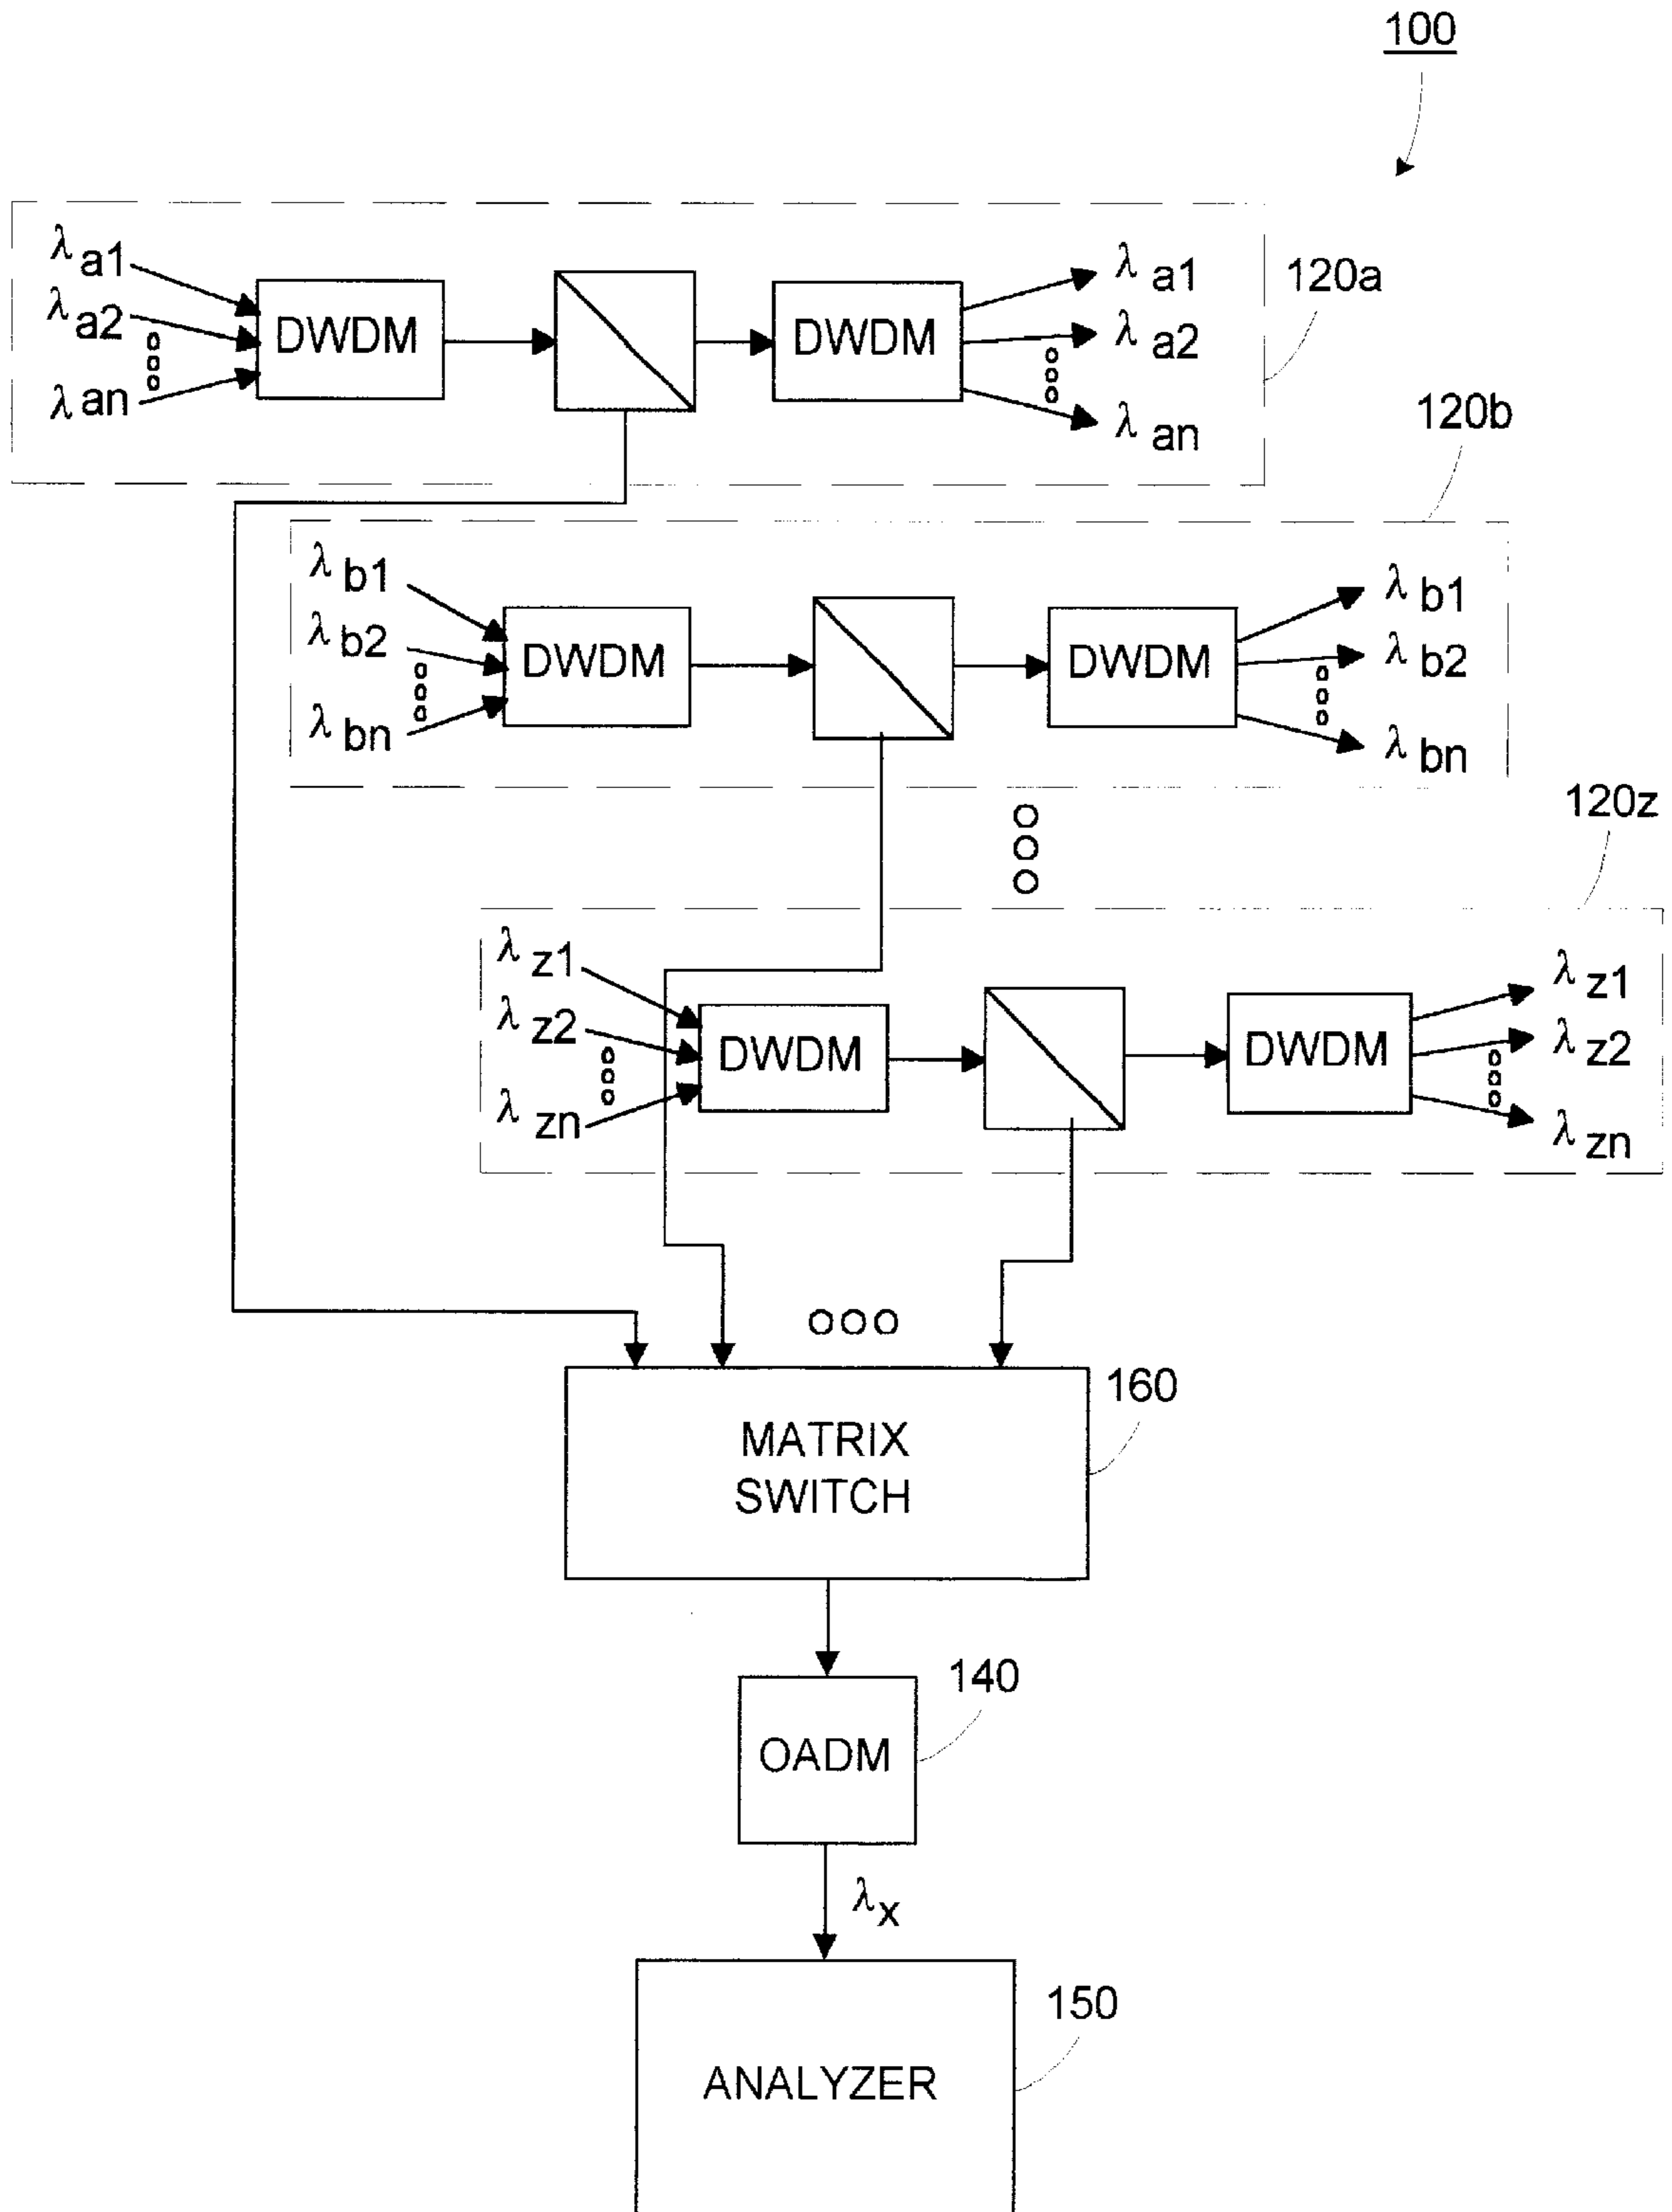 100
λa1
λa2
λan
DWDM
DWDM
λa1
λa2
λan
120a
120b
λb1
λb2
λbn
DWDM
DWDM
λb1
λb2
λbn
120z
λz1
λz2
λzn
DWDM
DWDM
λz1
λz2
λzn
MATRIX
SWITCH
160
OADM
140
λx
ANALYZER
150